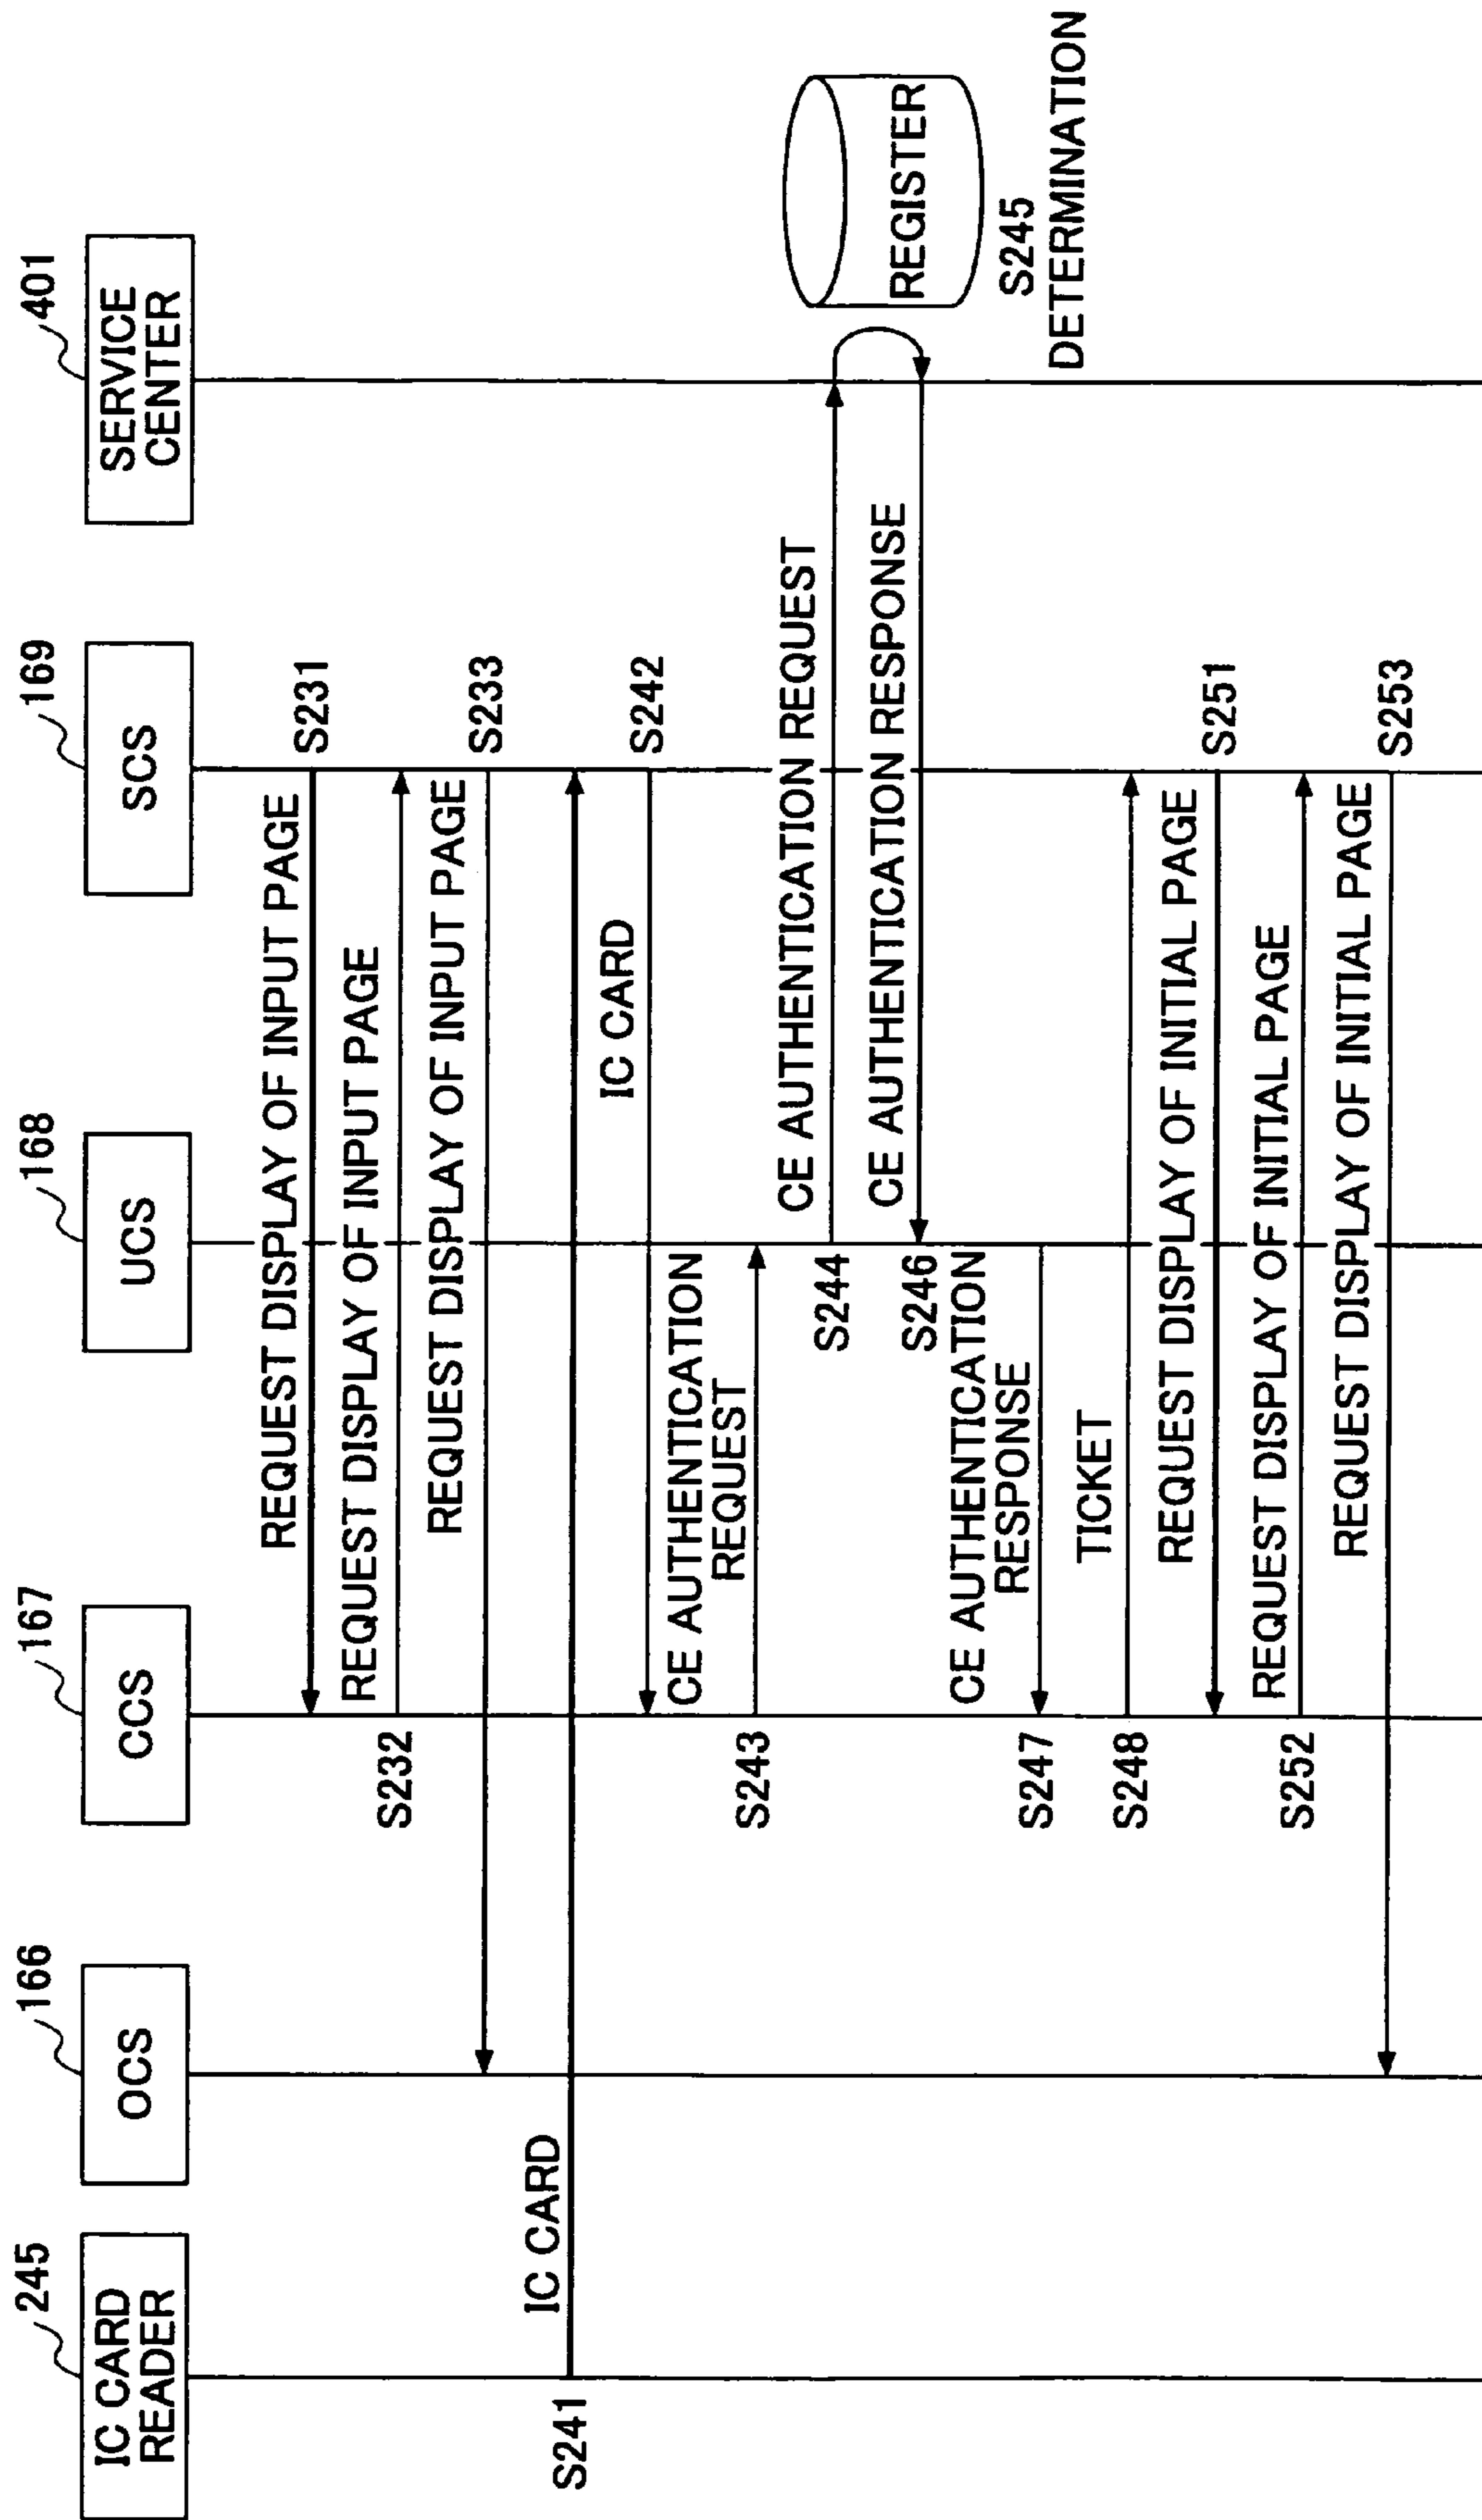 245
IC CARD
READER
166
OCS
167
CCS
168
UCS
169
SCS
401
SERVICE
CENTER
REQUEST DISPLAY OF INPUT PAGE
S231
S232
REQUEST DISPLAY OF INPUT PAGE
REQUEST DISPLAY OF INPUT PAGE
S233
S241
IC CARD
IC CARD
S242
S243
CE AUTHENTICATION
REQUEST
S244
CE AUTHENTICATION REQUEST
REGISTER
S245
DETERMINATION
S246
CE AUTHENTICATION RESPONSE
S247
CE AUTHENTICATION
RESPONSE
S248
TICKET
REQUEST DISPLAY OF INITIAL PAGE
S251
S252
REQUEST DISPLAY OF INITIAL PAGE
REQUEST DISPLAY OF INITIAL PAGE
S253